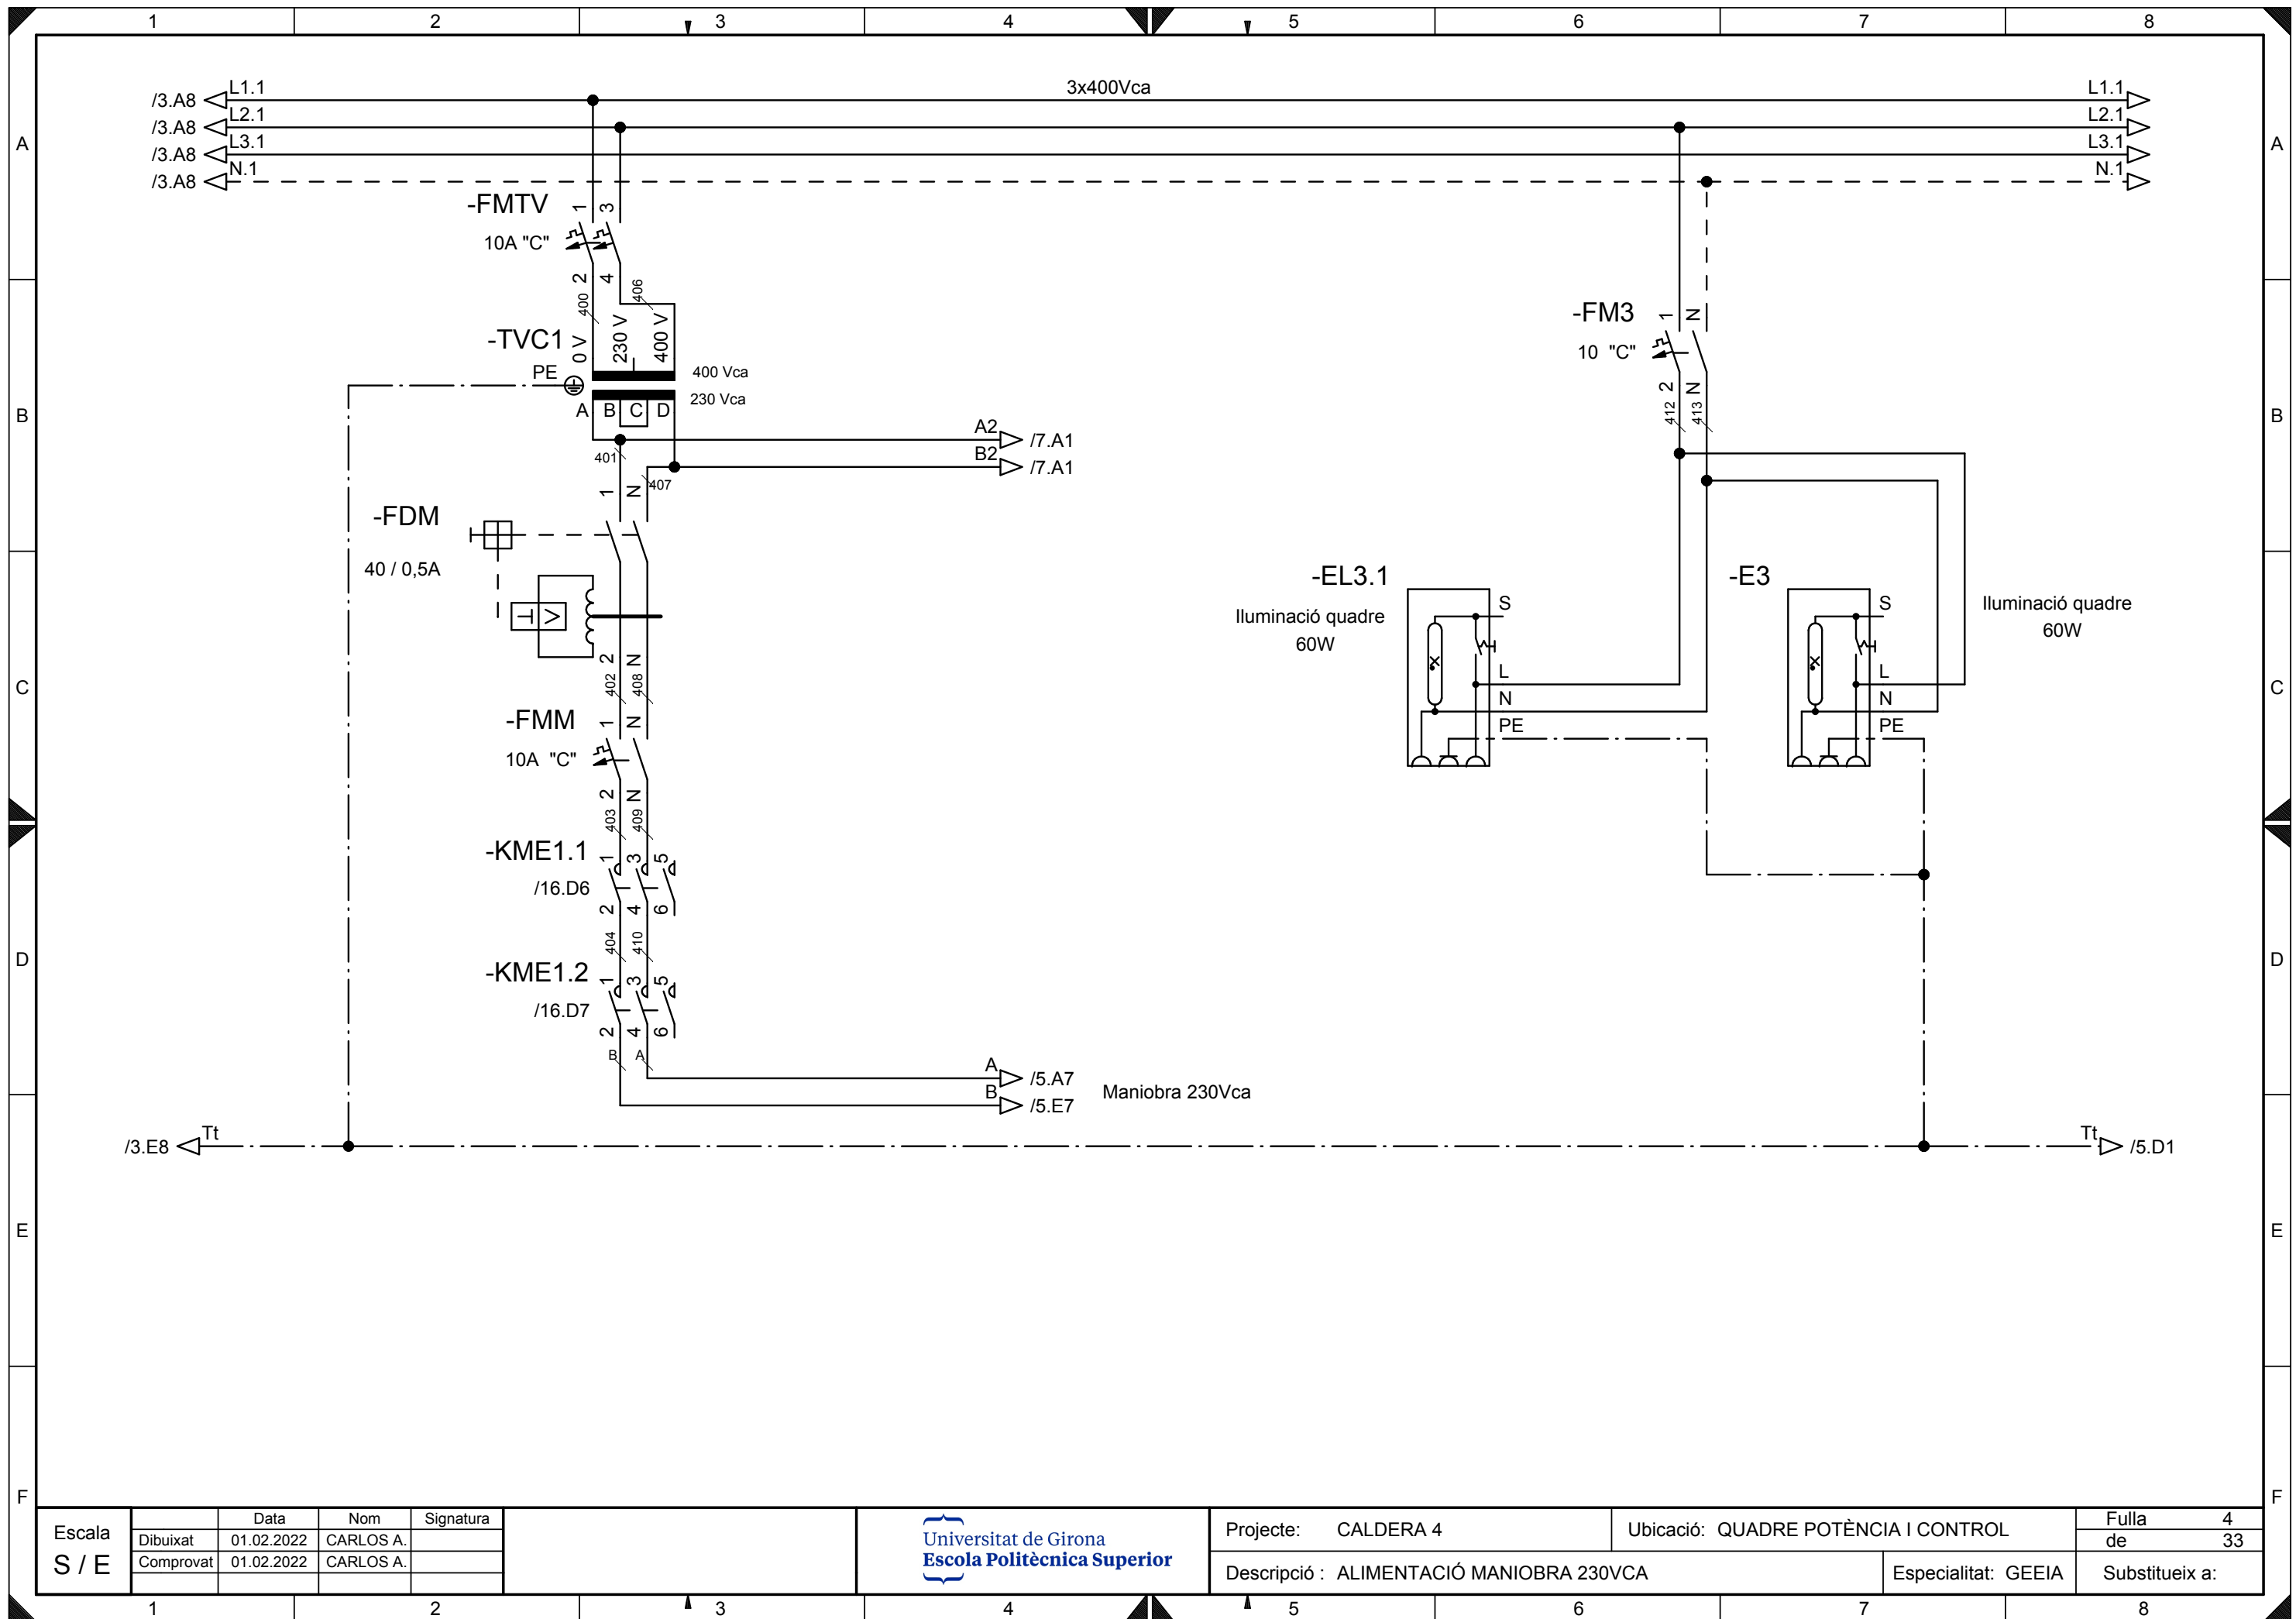 1 2 3 4 5 6 7 8
L1.1 3x400Vca L1.1
/3.A8
L2.1 L2.1
/3.A8
A L3.1 L3.1 A
/3.A8
N.1 N.1
/3.A8
-FMTV 1 3
10A "C"
2 4
400 406
-FM3 1 N
10 "C"
2 N
412 413
-TVC1 0 V 230 V 400 V
PE 400 Vca
230 Vca
B A B C D B
A2 /7.A1
401
B2 /7.A1
407
1 N
-FDM
40 / 0,5A
2 N
402 408
-EL3.1
Iluminació quadre
60W
S
L
N
PE
-E3
S
L
N
PE
Iluminació quadre
60W
C C
-FMM 1 N
10A "C"
2 N
403 409
-KME1.1 1 3 5
/16.D6
2 4 6
404 410
D D
-KME1.2 1 3 5
/16.D7
2 4 6
B A
A /5.A7
Maniobra 230Vca
B /5.E7
/3.E8 Tt Tt /5.D1
E E
F F
Escala
S / E
Data Nom Signatura
Dibuixat 01.02.2022 CARLOS A.
Comprovat 01.02.2022 CARLOS A.
Universitat de Girona
Escola Politècnica Superior
Projecte: CALDERA 4
Ubicació: QUADRE POTÈNCIA I CONTROL
Fulla 4
de 33
Descripció : ALIMENTACIÓ MANIOBRA 230VCA
Especialitat: GEEIA
Substitueix a:
1 2 3 4 5 6 7 8